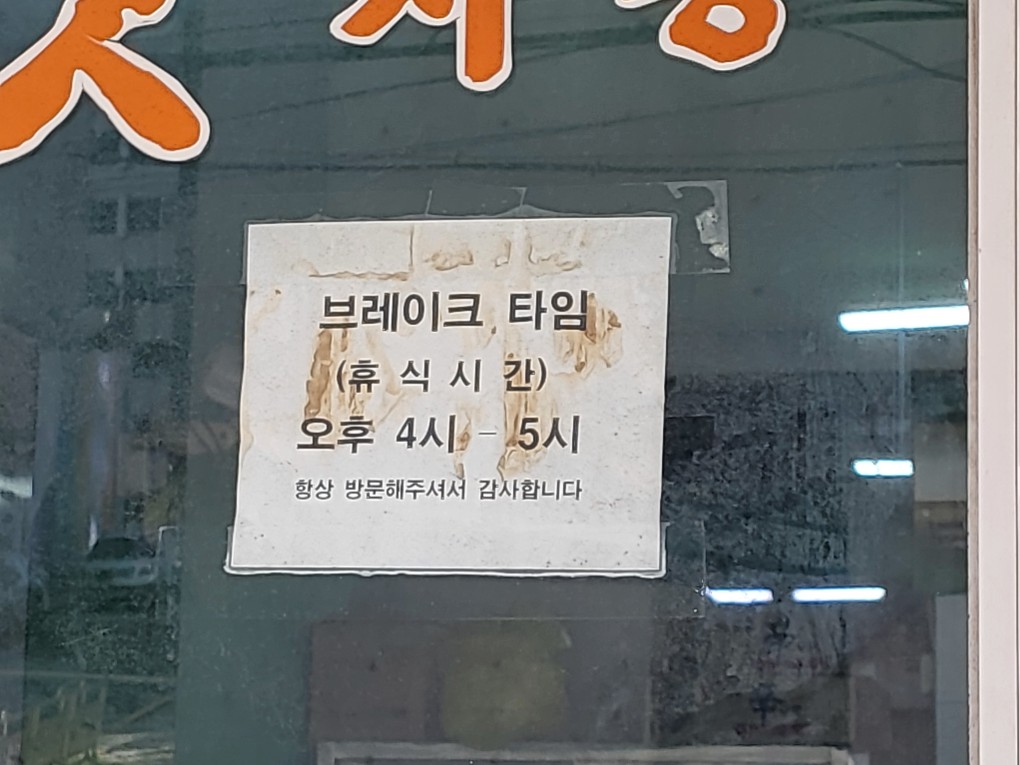 브레이크 타임
(휴 식 시 간)
오후 4시 - 5시
항상 방문해주셔서 감사합니다